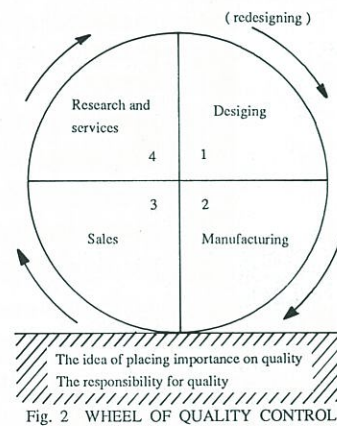 ( redesigning )
Research and
services
4
Desiging
1
3
Sales
2
Manufacturing
The idea of placing importance on quality
The responsibility for quality
Fig. 2 WHEEL OF QUALITY CONTROL